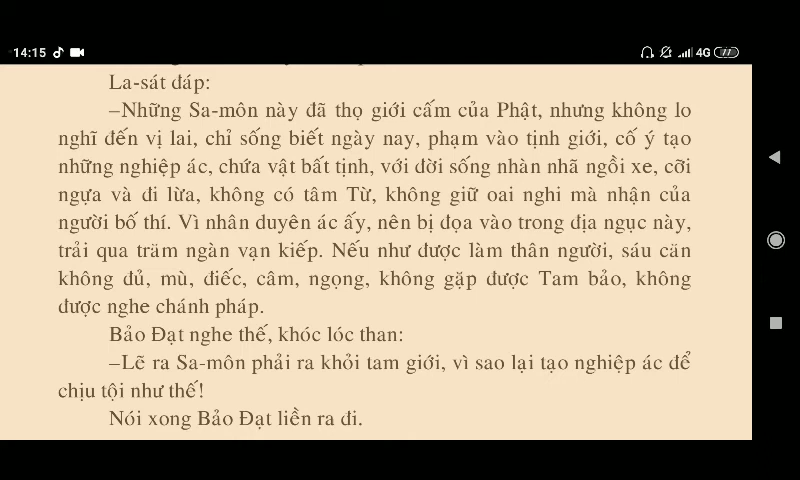 14:15
4G 77
La-sát đáp:
–Những Sa-môn này đã thọ giới cấm của Phật, nhưng không lo
nghĩ đến vị lai, chỉ sống biết ngày nay, phạm vào tịnh giới, cố ý tạo
những nghiệp ác, chứa vật bất tịnh, với đời sống nhàn nhã ngồi xe, cỡi
ngựa và đi lừa, không có tâm Từ, không giữ oai nghi mà nhận của
người bố thí. Vì nhân duyên ác ấy, nên bị đọa vào trong địa ngục này,
trải qua trăm ngàn vạn kiếp. Nếu như được làm thân người, sáu căn
không đủ, mù, điếc, câm, ngọng, không gặp được Tam bảo, không
được nghe chánh pháp.
Bảo Đạt nghe thế, khóc lóc than:
–Lẽ ra Sa-môn phải ra khỏi tam giới, vì sao lại tạo nghiệp ác để
chịu tội như thế!
Nói xong Bảo Đạt liền ra đi.